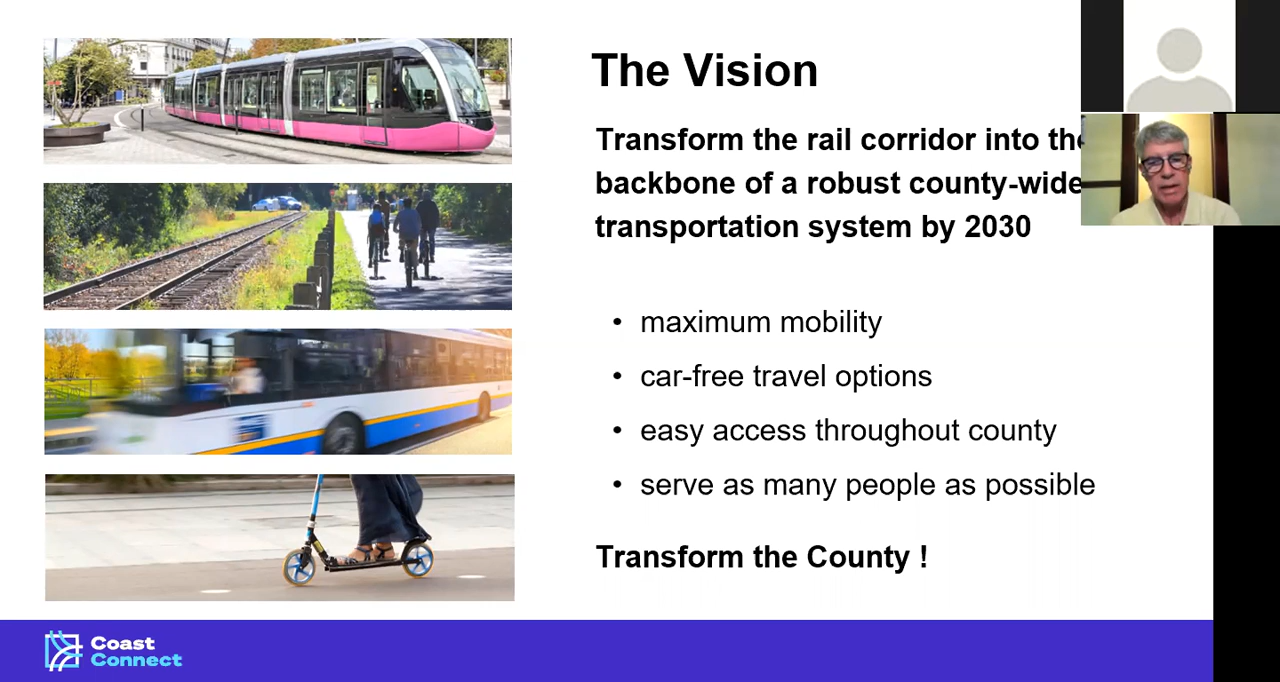 The Vision
Transform the rail corridor into the
backbone of a robust county-wide
transportation system by 2030
• maximum mobility
• car-free travel options
• easy access throughout county
• serve as many people as possible
Transform the County !
Coast
Connect